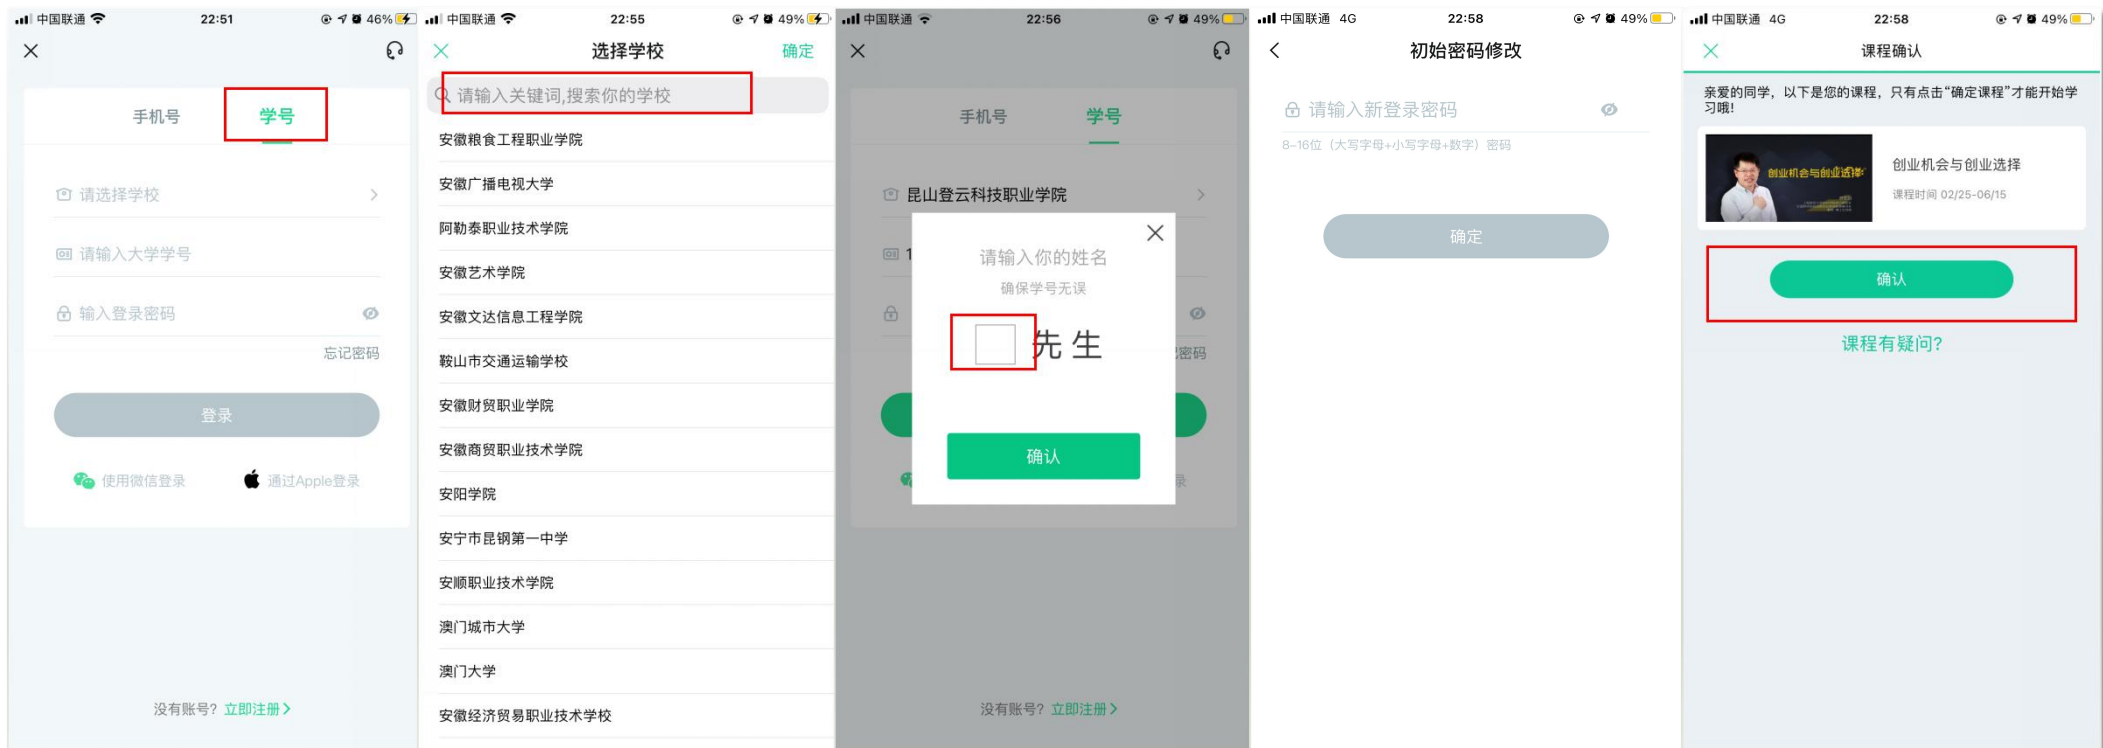 中国联通
22:51
46%
手机号
学号
请选择学校
请输入大学学号
输入登录密码
忘记密码
登录
使用微信登录
通过Apple登录
没有账号? 立即注册
中国联通
22:55
49%
选择学校
确定
请输入关键词,搜索你的学校
安徽粮食工程职业学院
安徽广播电视大学
阿勒泰职业技术学院
安徽艺术学院
安徽文达信息工程学院
鞍山市交通运输学校
安徽财贸职业学院
安徽商贸职业技术学院
安阳学院
安宁市昆钢第一中学
安顺职业技术学院
澳门城市大学
澳门大学
安徽经济贸易职业技术学校
中国联通
22:56
49%
手机号
学号
昆山登云科技职业学院
1
请输入你的姓名
确保学号无误
先生
密码
确认
录
没有账号? 立即注册
中国联通 4G
22:58
49%
初始密码修改
请输入新登录密码
8-16位（大写字母+小写字母+数字）密码
确定
中国联通 4G
22:58
49%
课程确认
亲爱的同学，以下是您的课程，只有点击“确定课程”才能开始学
习哦!
创业机会与创业选择
创业机会与创业选择
课程时间 02/25-06/15
确认
课程有疑问?